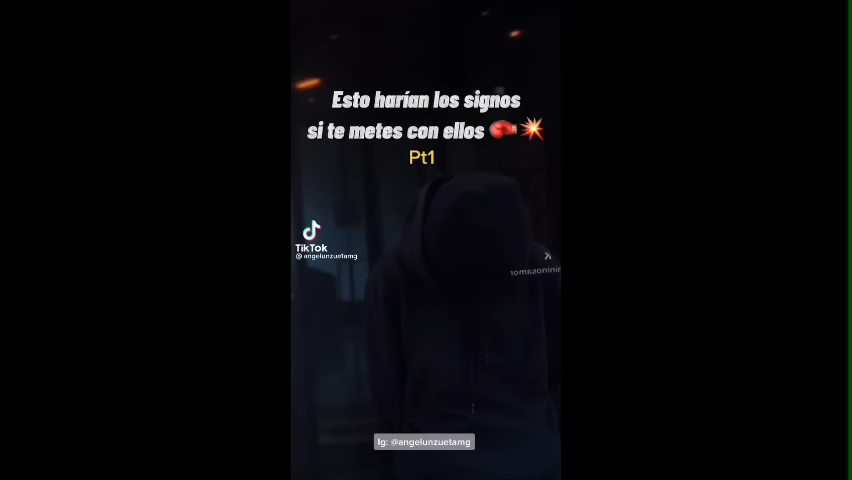 Esto harían los signos
si te metes con ellos 🥊💥
Pt1
TikTok
@angelunzuetamg
Ig: @angelunzuetamg